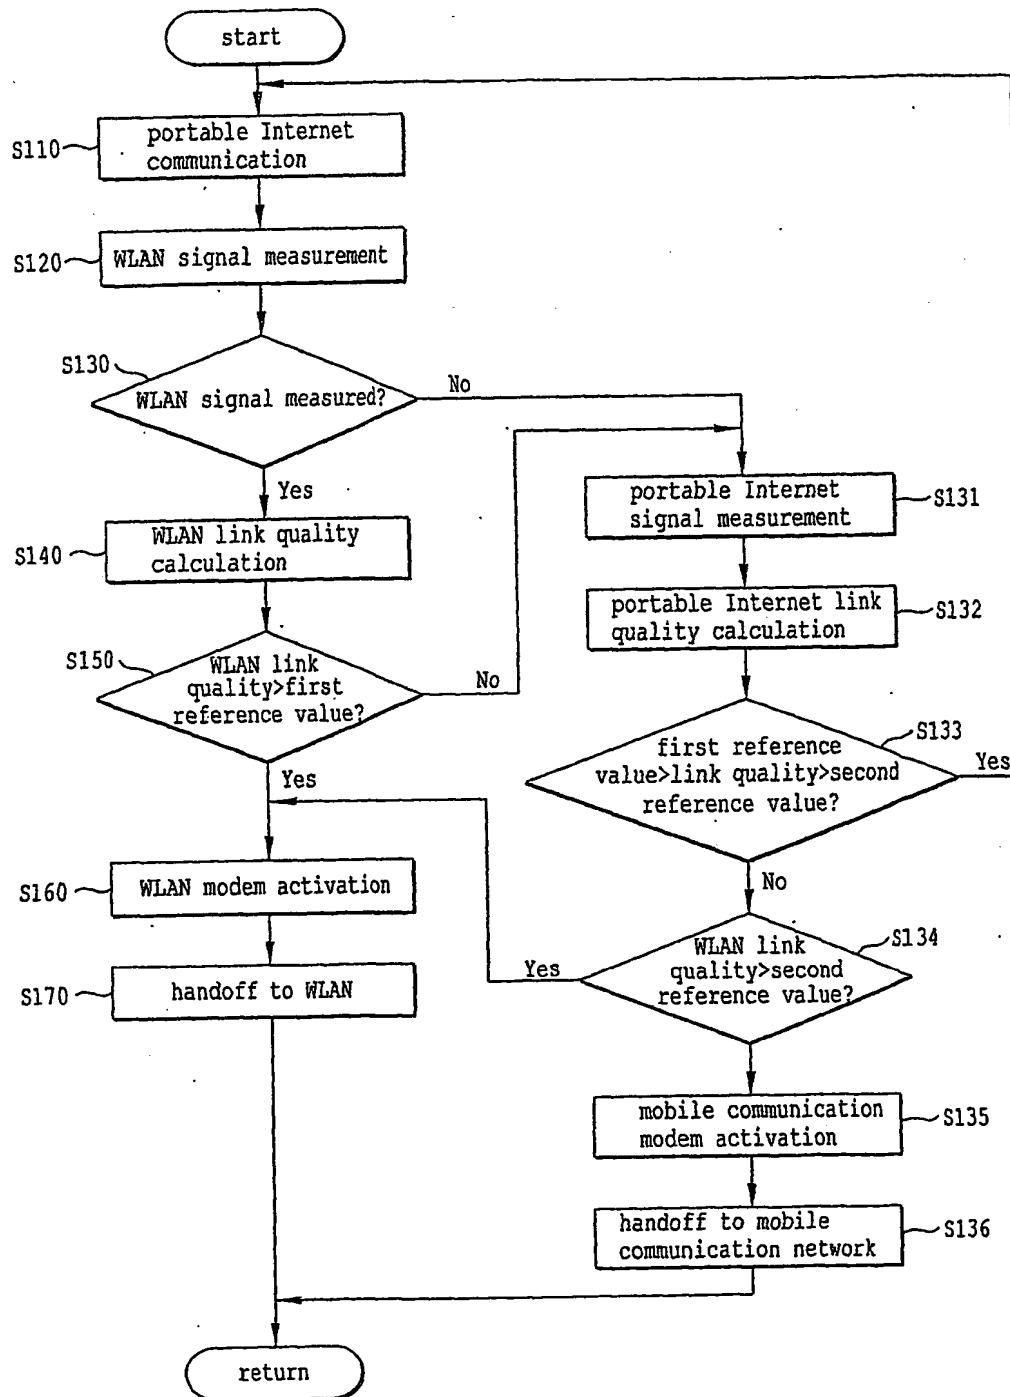 start
S110
portable Internet
communication
S120
WLAN signal measurement
S130
WLAN signal measured?
No
Yes
S140
WLAN link quality
calculation
S150
WLAN link
quality>first
reference value?
No
Yes
S160
WLAN modem activation
S170
handoff to WLAN
portable Internet
signal measurement
S131
portable Internet link
quality calculation
S132
first reference
value>link quality>second
reference value?
S133
Yes
No
WLAN link
quality>second
reference value?
S134
Yes
mobile communication
modem activation
S135
handoff to mobile
communication network
S136
return